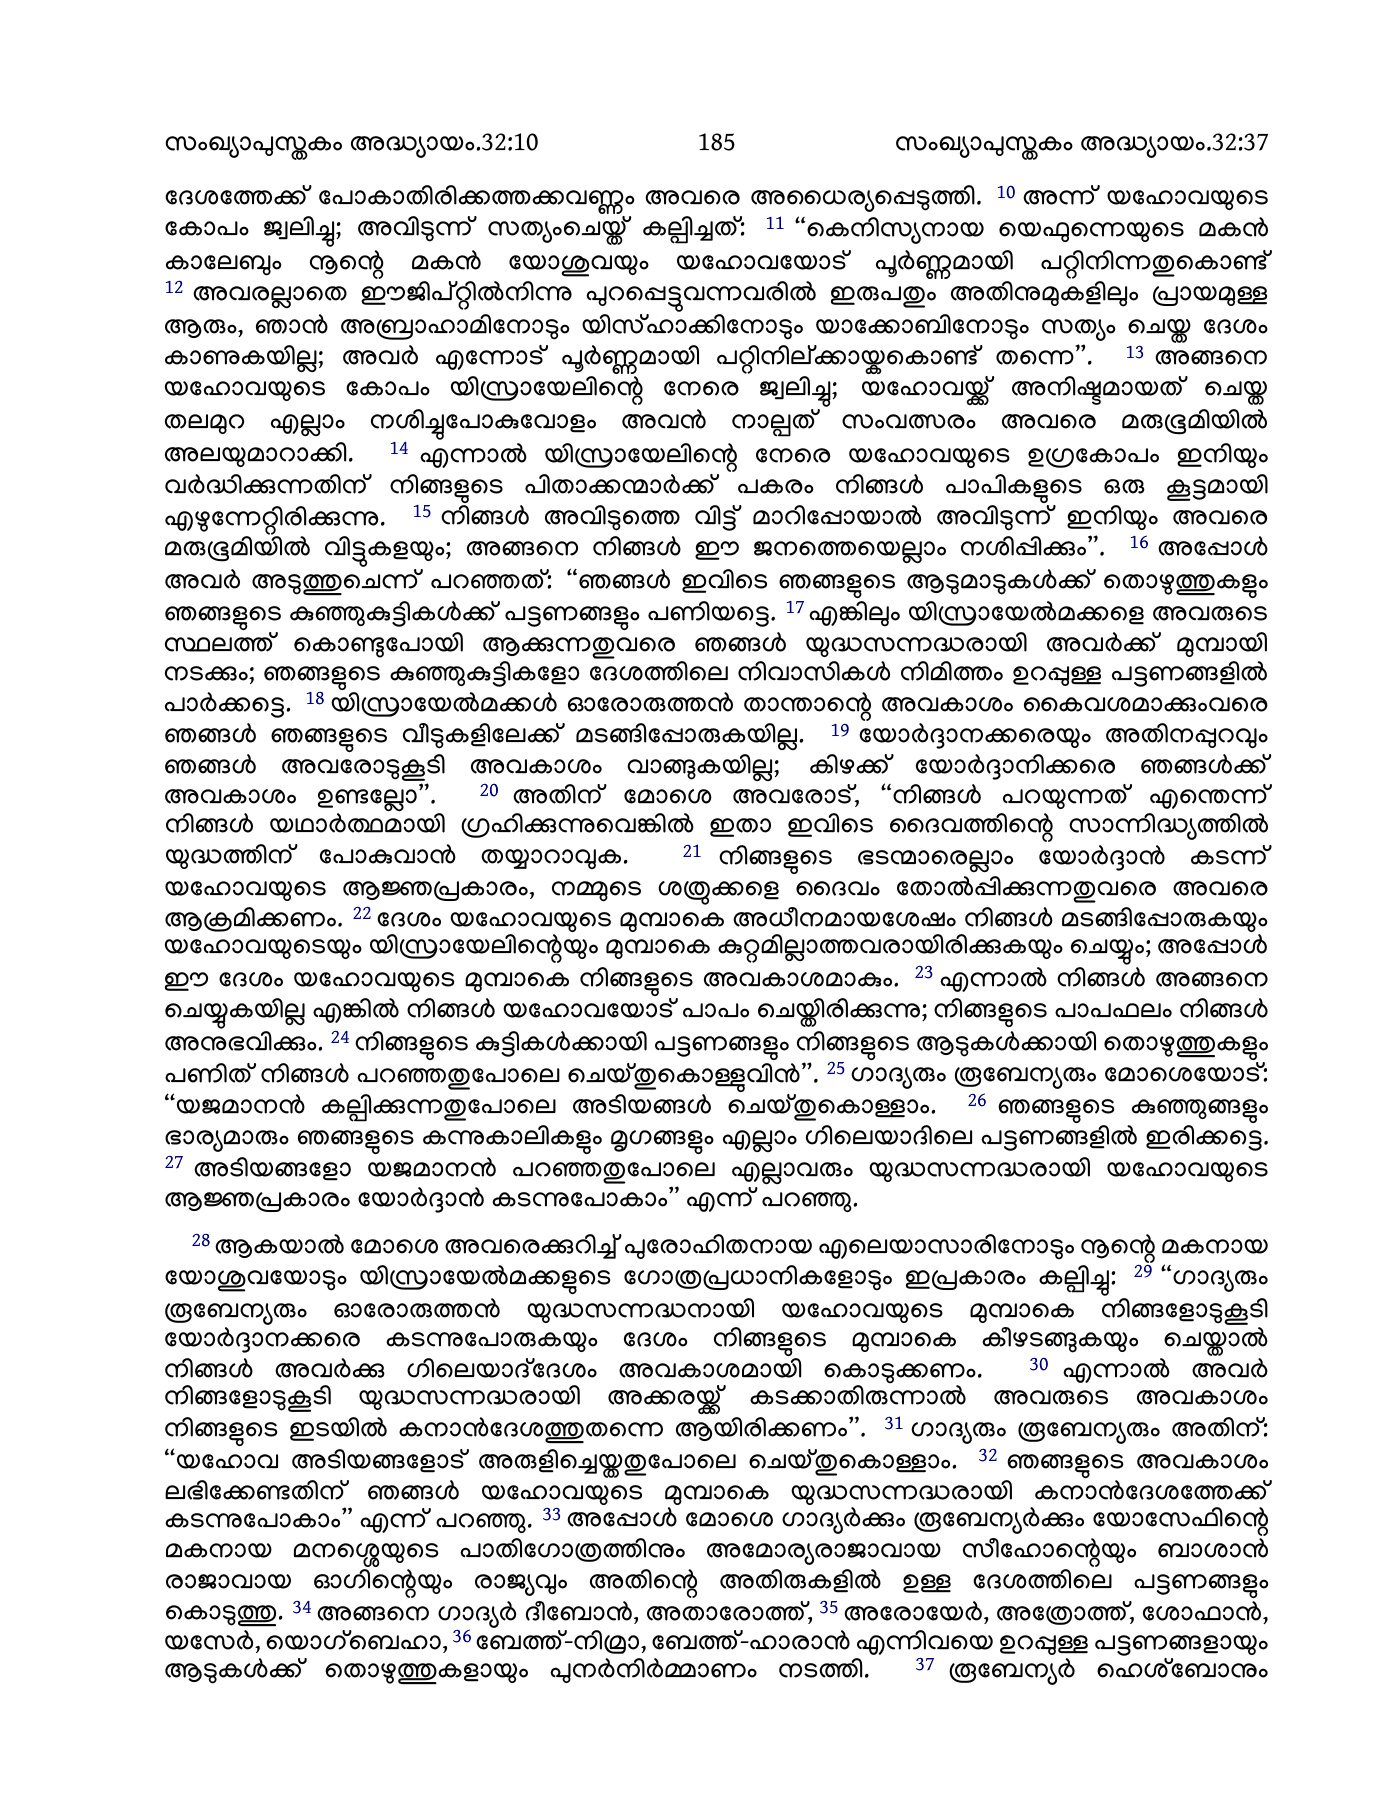 സംഖ്യാപുസ്തകം അദ്ധ്യായം.32:10 185 സംഖ്യാപുസ്തകം അദ്ധ്യായം.32:37
ദേശത്തേക്ക് പോകാതിരിക്കത്തക്കവണ്ണം അവരെ അധൈര്യപ്പെടുത്തി. 10 അന്ന് യഹോവയുടെ
കോപം ജ്വലിച്ചു; അവിടുന്ന് സത്യംചെയ്ത് കല്പിച്ചത്: 11 “കെനിസ്യനായ യെഫുന്നെയുടെ മകൻ
കാലേബും നൂന്റെ മകൻ യോശുവയും യഹോവയോട് പൂർണ്ണമായി പറ്റിനിന്നതുകൊണ്ട്
12 അവരല്ലാതെ ഈജിപ്റ്റിൽനിന്നു പുറപ്പെട്ടുവന്നവരിൽ ഇരുപതും അതിനുമുകളിലും പ്രായമുള്ള
ആരും, ഞാൻ അബ്രാഹാമിനോടും യിസ്ഹാക്കിനോടും യാക്കോബിനോടും സത്യം ചെയ്ത ദേശം
കാണുകയില്ല; അവർ എന്നോട് പൂർണ്ണമായി പറ്റിനില്ക്കായ്കകൊണ്ട് തന്നെ”. 13 അങ്ങനെ
യഹോവയുടെ കോപം യിസ്രായേലിന്റെ നേരെ ജ്വലിച്ചു; യഹോവയ്ക്ക് അനിഷ്ടമായത് ചെയ്ത
തലമുറ എല്ലാം നശിച്ചുപോകുവോളം അവൻ നാല്പത് സംവത്സരം അവരെ മരുഭൂമിയിൽ
അലയുമാറാക്കി. 14 എന്നാൽ യിസ്രായേലിന്റെ നേരെ യഹോവയുടെ ഉഗ്രകോപം ഇനിയും
വർദ്ധിക്കുന്നതിന് നിങ്ങളുടെ പിതാക്കന്മാർക്ക് പകരം നിങ്ങൾ പാപികളുടെ ഒരു കൂട്ടമായി
എഴുന്നേറ്റിരിക്കുന്നു. 15 നിങ്ങൾ അവിടുത്തെ വിട്ട് മാറിപ്പോയാൽ അവിടുന്ന് ഇനിയും അവരെ
മരുഭൂമിയിൽ വിട്ടുകളയും; അങ്ങനെ നിങ്ങൾ ഈ ജനത്തെയെല്ലാം നശിപ്പിക്കും”. 16 അപ്പോൾ
അവർ അടുത്തുചെന്ന് പറഞ്ഞത്: “ഞങ്ങൾ ഇവിടെ ഞങ്ങളുടെ ആടുമാടുകൾക്ക് തൊഴുത്തുകളും
ഞങ്ങളുടെ കുഞ്ഞുകുട്ടികൾക്ക് പട്ടണങ്ങളും പണിയട്ടെ. 17 എങ്കിലും യിസ്രായേൽമക്കളെ അവരുടെ
സ്ഥലത്ത് കൊണ്ടുപോയി ആക്കുന്നതുവരെ ഞങ്ങൾ യുദ്ധസന്നദ്ധരായി അവർക്ക് മുമ്പായി
നടക്കും; ഞങ്ങളുടെ കുഞ്ഞുകുട്ടികളോ ദേശത്തിലെ നിവാസികൾ നിമിത്തം ഉറപ്പുള്ള പട്ടണങ്ങളിൽ
പാർക്കട്ടെ. 18 യിസ്രായേൽമക്കൾ ഓരോരുത്തൻ താന്താന്റെ അവകാശം കൈവശമാക്കുംവരെ
ഞങ്ങൾ ഞങ്ങളുടെ വീടുകളിലേക്ക് മടങ്ങിപ്പോരുകയില്ല. 19 യോർദ്ദാനക്കരെയും അതിനപ്പുറവും
ഞങ്ങൾ അവരോടുകൂടി അവകാശം വാങ്ങുകയില്ല; കിഴക്ക് യോർദ്ദാനിക്കരെ ഞങ്ങൾക്ക്
അവകാശം ഉണ്ടല്ലോ”. 20 അതിന് മോശെ അവരോട്, “നിങ്ങൾ പറയുന്നത് എന്തെന്ന്
നിങ്ങൾ യഥാർത്ഥമായി ഗ്രഹിക്കുന്നുവെങ്കിൽ ഇതാ ഇവിടെ ദൈവത്തിന്റെ സാന്നിദ്ധ്യത്തിൽ
യുദ്ധത്തിന് പോകുവാൻ തയ്യാറാവുക. 21 നിങ്ങളുടെ ഭടന്മാരെല്ലാം യോർദ്ദാൻ കടന്ന്
യഹോവയുടെ ആജ്ഞപ്രകാരം, നമ്മുടെ ശത്രുക്കളെ ദൈവം തോൽപ്പിക്കുന്നതുവരെ അവരെ
ആക്രമിക്കണം. 22 ദേശം യഹോവയുടെ മുമ്പാകെ അധീനമായശേഷം നിങ്ങൾ മടങ്ങിപ്പോരുകയും
യഹോവയുടെയും യിസ്രായേലിന്റെയും മുമ്പാകെ കുറ്റമില്ലാത്തവരായിരിക്കുകയും ചെയ്യും; അപ്പോൾ
ഈ ദേശം യഹോവയുടെ മുമ്പാകെ നിങ്ങളുടെ അവകാശമാകും. 23 എന്നാൽ നിങ്ങൾ അങ്ങനെ
ചെയ്യുകയില്ല എങ്കിൽ നിങ്ങൾ യഹോവയോട് പാപം ചെയ്തിരിക്കുന്നു; നിങ്ങളുടെ പാപഫലം നിങ്ങൾ
അനുഭവിക്കും. 24 നിങ്ങളുടെ കുട്ടികൾക്കായി പട്ടണങ്ങളും നിങ്ങളുടെ ആടുകൾക്കായി തൊഴുത്തുകളും
പണിത് നിങ്ങൾ പറഞ്ഞതുപോലെ ചെയ്തുകൊള്ളുവിൻ”. 25 ഗാദ്യരും രൂബേന്യരും മോശെയോട്:
“യജമാനൻ കല്പിക്കുന്നതുപോലെ അടിയങ്ങൾ ചെയ്തുകൊള്ളാം. 26 ഞങ്ങളുടെ കുഞ്ഞുങ്ങളും
ഭാര്യമാരും ഞങ്ങളുടെ കന്നുകാലികളും മൃഗങ്ങളും എല്ലാം ഗിലെയാദിലെ പട്ടണങ്ങളിൽ ഇരിക്കട്ടെ.
27 അടിയങ്ങളോ യജമാനൻ പറഞ്ഞതുപോലെ എല്ലാവരും യുദ്ധസന്നദ്ധരായി യഹോവയുടെ
ആജ്ഞപ്രകാരം യോർദ്ദാൻ കടന്നുപോകാം” എന്ന് പറഞ്ഞു.
28 ആകയാൽ മോശെ അവരെക്കുറിച്ച് പുരോഹിതനായ എലെയാസാരിനോടും നൂന്റെ മകനായ
യോശുവയോടും യിസ്രായേൽമക്കളുടെ ഗോത്രപ്രധാനികളോടും ഇപ്രകാരം കല്പിച്ചു: 29 “ഗാദ്യരും
രൂബേന്യരും ഓരോരുത്തൻ യുദ്ധസന്നദ്ധനായി യഹോവയുടെ മുമ്പാകെ നിങ്ങളോടുകൂടി
യോർദ്ദാനക്കരെ കടന്നുപോരുകയും ദേശം നിങ്ങളുടെ മുമ്പാകെ കീഴടങ്ങുകയും ചെയ്താൽ
നിങ്ങൾ അവർക്കു ഗിലെയാദ്‌ദേശം അവകാശമായി കൊടുക്കണം. 30 എന്നാൽ അവർ
നിങ്ങളോടുകൂടി യുദ്ധസന്നദ്ധരായി അക്കരയ്ക്ക് കടക്കാതിരുന്നാൽ അവരുടെ അവകാശം
നിങ്ങളുടെ ഇടയിൽ കനാൻദേശത്തുതന്നെ ആയിരിക്കണം”. 31 ഗാദ്യരും രൂബേന്യരും അതിന്:
“യഹോവ അടിയങ്ങളോട് അരുളിച്ചെയ്തതുപോലെ ചെയ്തുകൊള്ളാം. 32 ഞങ്ങളുടെ അവകാശം
ലഭിക്കേണ്ടതിന് ഞങ്ങൾ യഹോവയുടെ മുമ്പാകെ യുദ്ധസന്നദ്ധരായി കനാൻദേശത്തേക്ക്
കടന്നുപോകാം” എന്ന് പറഞ്ഞു. 33 അപ്പോൾ മോശെ ഗാദ്യർക്കും രൂബേന്യർക്കും യോസേഫിന്റെ
മകനായ മനശ്ശെയുടെ പാതിഗോത്രത്തിനും അമോര്യരാജാവായ സീഹോന്റെയും ബാശാൻ
രാജാവായ ഓഗിന്റെയും രാജ്യവും അതിന്റെ അതിരുകളിൽ ഉള്ള ദേശത്തിലെ പട്ടണങ്ങളും
കൊടുത്തു. 34 അങ്ങനെ ഗാദ്യർ ദീബോൻ, അതാരോത്ത്, 35 അരോയേർ, അത്രോത്ത്, ശോഫാൻ,
യസേർ, യൊഗ്‌ബെഹാ, 36 ബേത്ത്-നിമ്രാ, ബേത്ത്-ഹാരാൻ എന്നിവയെ ഉറപ്പുള്ള പട്ടണങ്ങളായും
ആടുകൾക്ക് തൊഴുത്തുകളായും പുനർനിർമ്മാണം നടത്തി. 37 രൂബേന്യർ ഹെശ്ബോനും